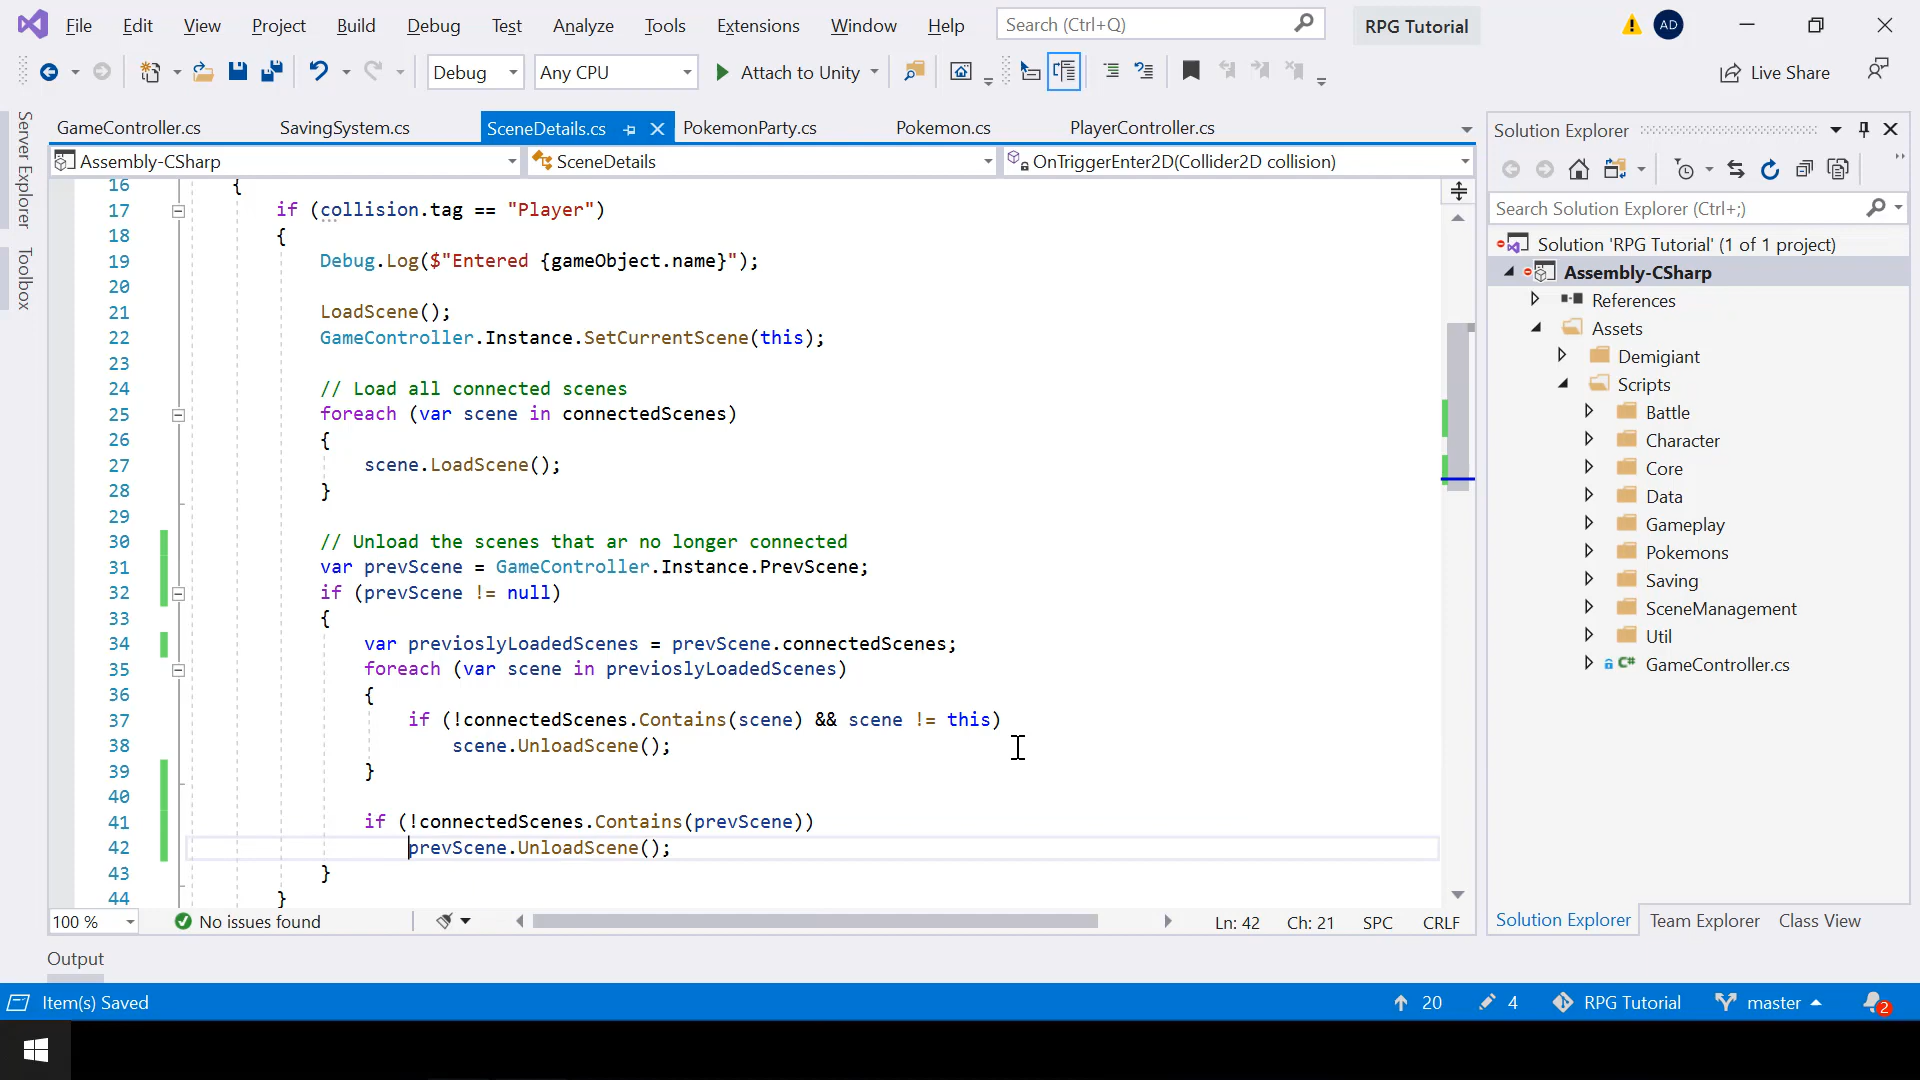 File Edit View Project Build Debug Test Analyze Tools Extensions Window Help Search (Ctrl+Q) RPG Tutorial AD
Debug Any CPU Attach to Unity Live Share
Server Explorer
Toolbox
GameController.cs SavingSystem.cs SceneDetails.cs PokemonParty.cs Pokemon.cs PlayerController.cs
Assembly-CSharp SceneDetails OnTriggerEnter2D(Collider2D collision)
16 {
17 if (collision.tag == "Player")
18 {
19 Debug.Log($"Entered {gameObject.name}");
20
21 LoadScene();
22 GameController.Instance.SetCurrentScene(this);
23
24 // Load all connected scenes
25 foreach (var scene in connectedScenes)
26 {
27 scene.LoadScene();
28 }
29
30 // Unload the scenes that ar no longer connected
31 var prevScene = GameController.Instance.PrevScene;
32 if (prevScene != null)
33 {
34 var previoslyLoadedScenes = prevScene.connectedScenes;
35 foreach (var scene in previoslyLoadedScenes)
36 {
37 if (!connectedScenes.Contains(scene) && scene != this)
38 scene.UnloadScene();
39 }
40
41 if (!connectedScenes.Contains(prevScene))
42 prevScene.UnloadScene();
43 }
44 }
100 % No issues found Ln: 42 Ch: 21 SPC CRLF
Output
Solution Explorer
Search Solution Explorer (Ctrl+;)
Solution 'RPG Tutorial' (1 of 1 project)
Assembly-CSharp
References
Assets
Demigiant
Scripts
Battle
Character
Core
Data
Gameplay
Pokemons
Saving
SceneManagement
Util
C# GameController.cs
Solution Explorer Team Explorer Class View
Item(s) Saved 20 4 RPG Tutorial master 2